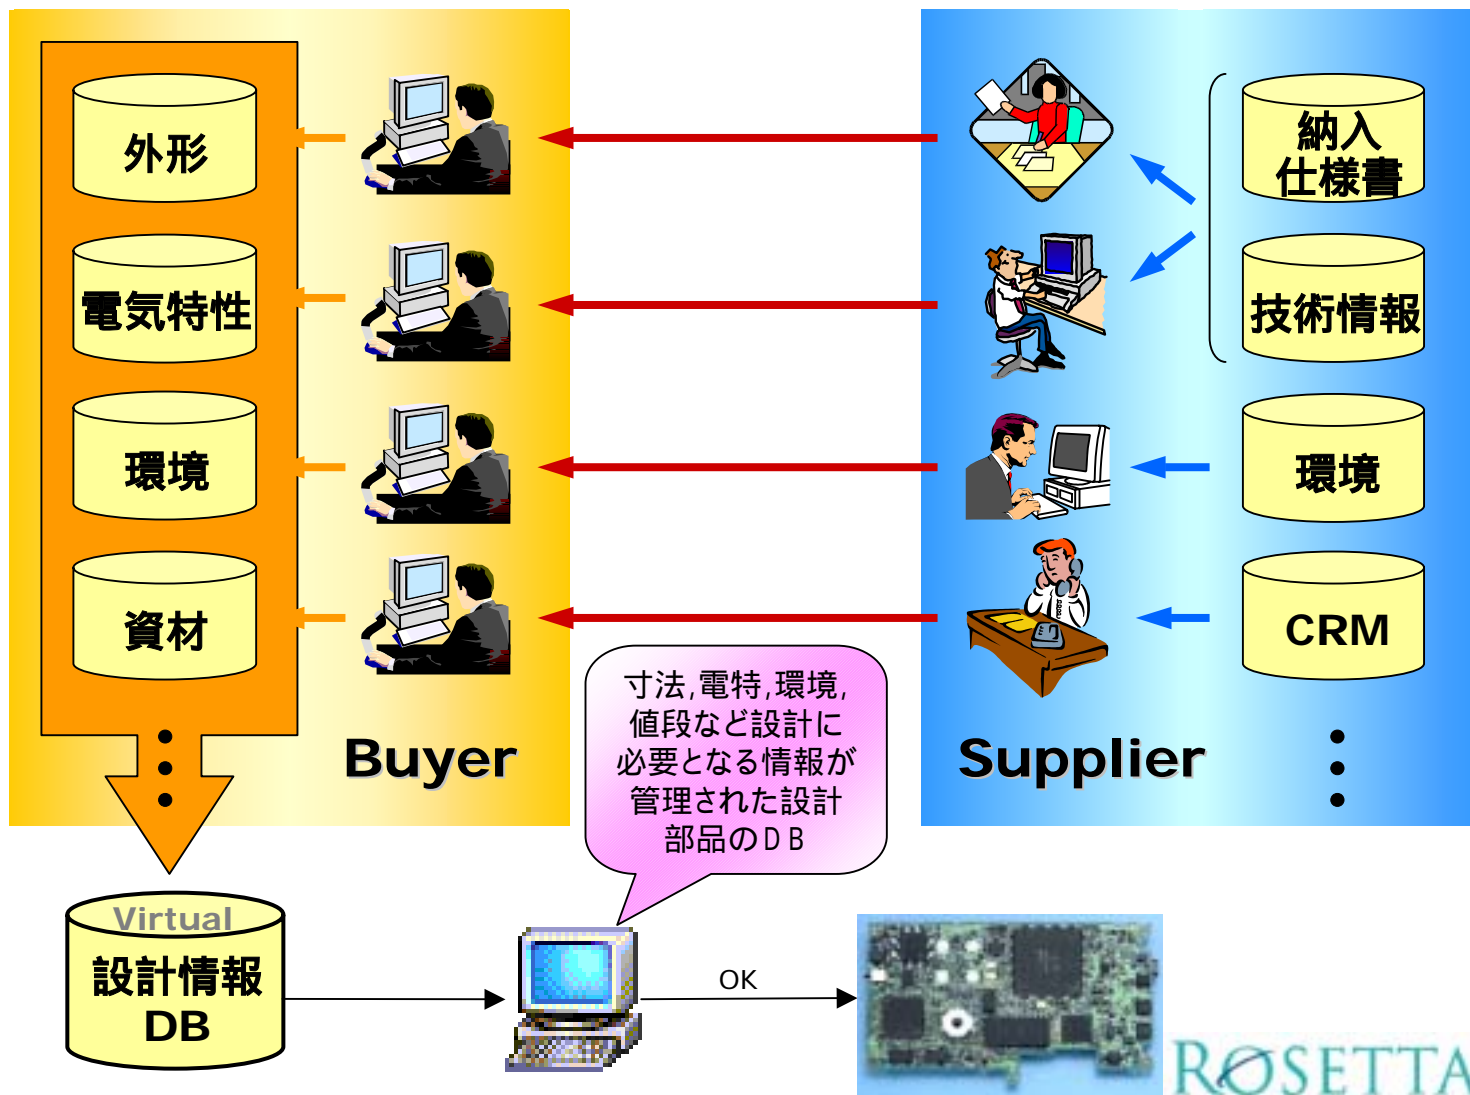 外形
電気特性
環境
資材
Buyer
納入
仕様書
技術情報
環境
CRM
Supplier
寸法,電特,環境,
値段など設計に
必要となる情報が
管理された設計
部品のDB
Virtual
設計情報
DB
OK
ROSETTA